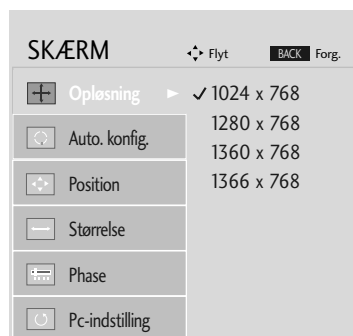 SKÆRM Flyt BACK Forg.
Opløsning ✓ 1024 x 768
1280 x 768
Auto. konfig.
1360 x 768
Position 1366 x 768
Størrelse
Phase
Pc-indstilling